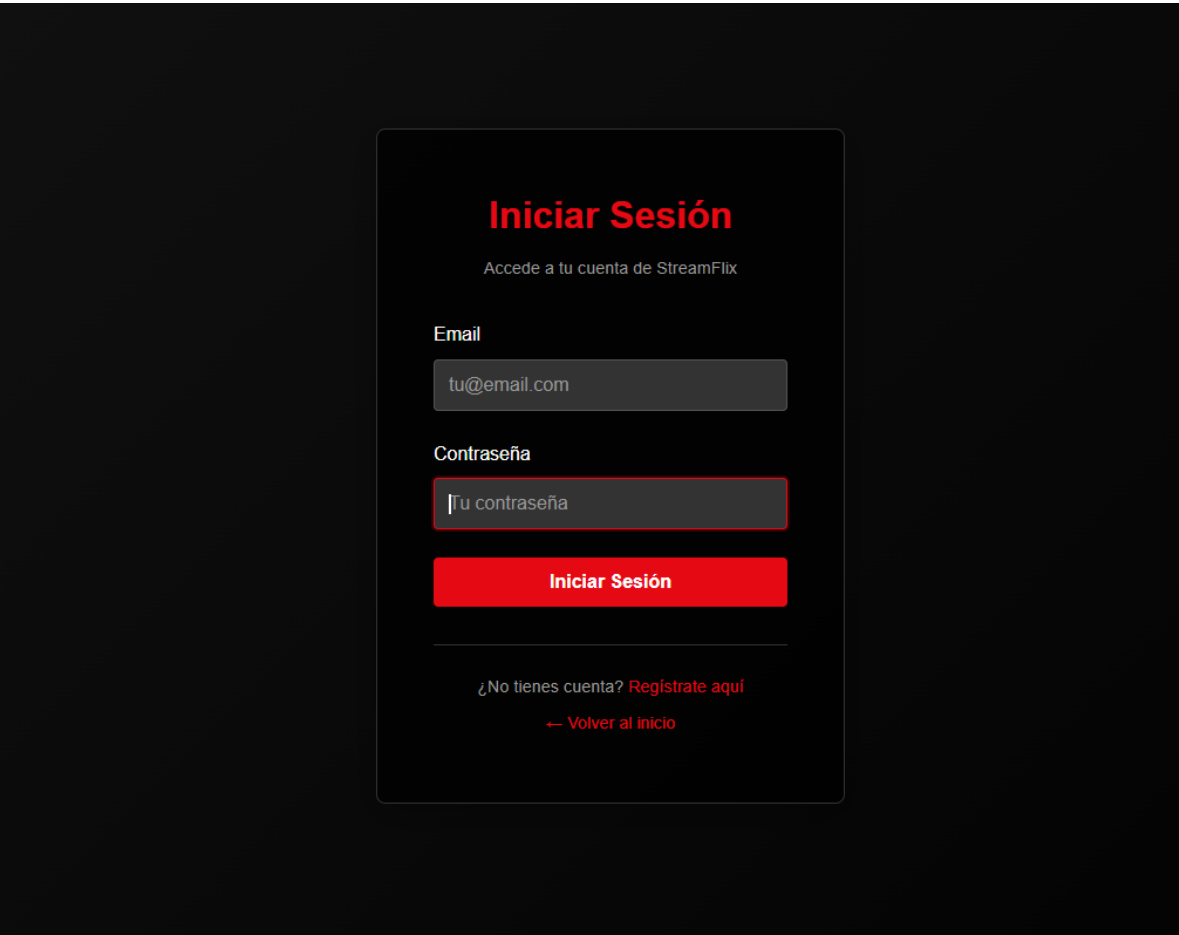 Iniciar Sesión
Accede a tu cuenta de StreamFlix
Email
tu@email.com
Contraseña
Tu contraseña
Iniciar Sesión
¿No tienes cuenta? Regístrate aquí
← Volver al inicio